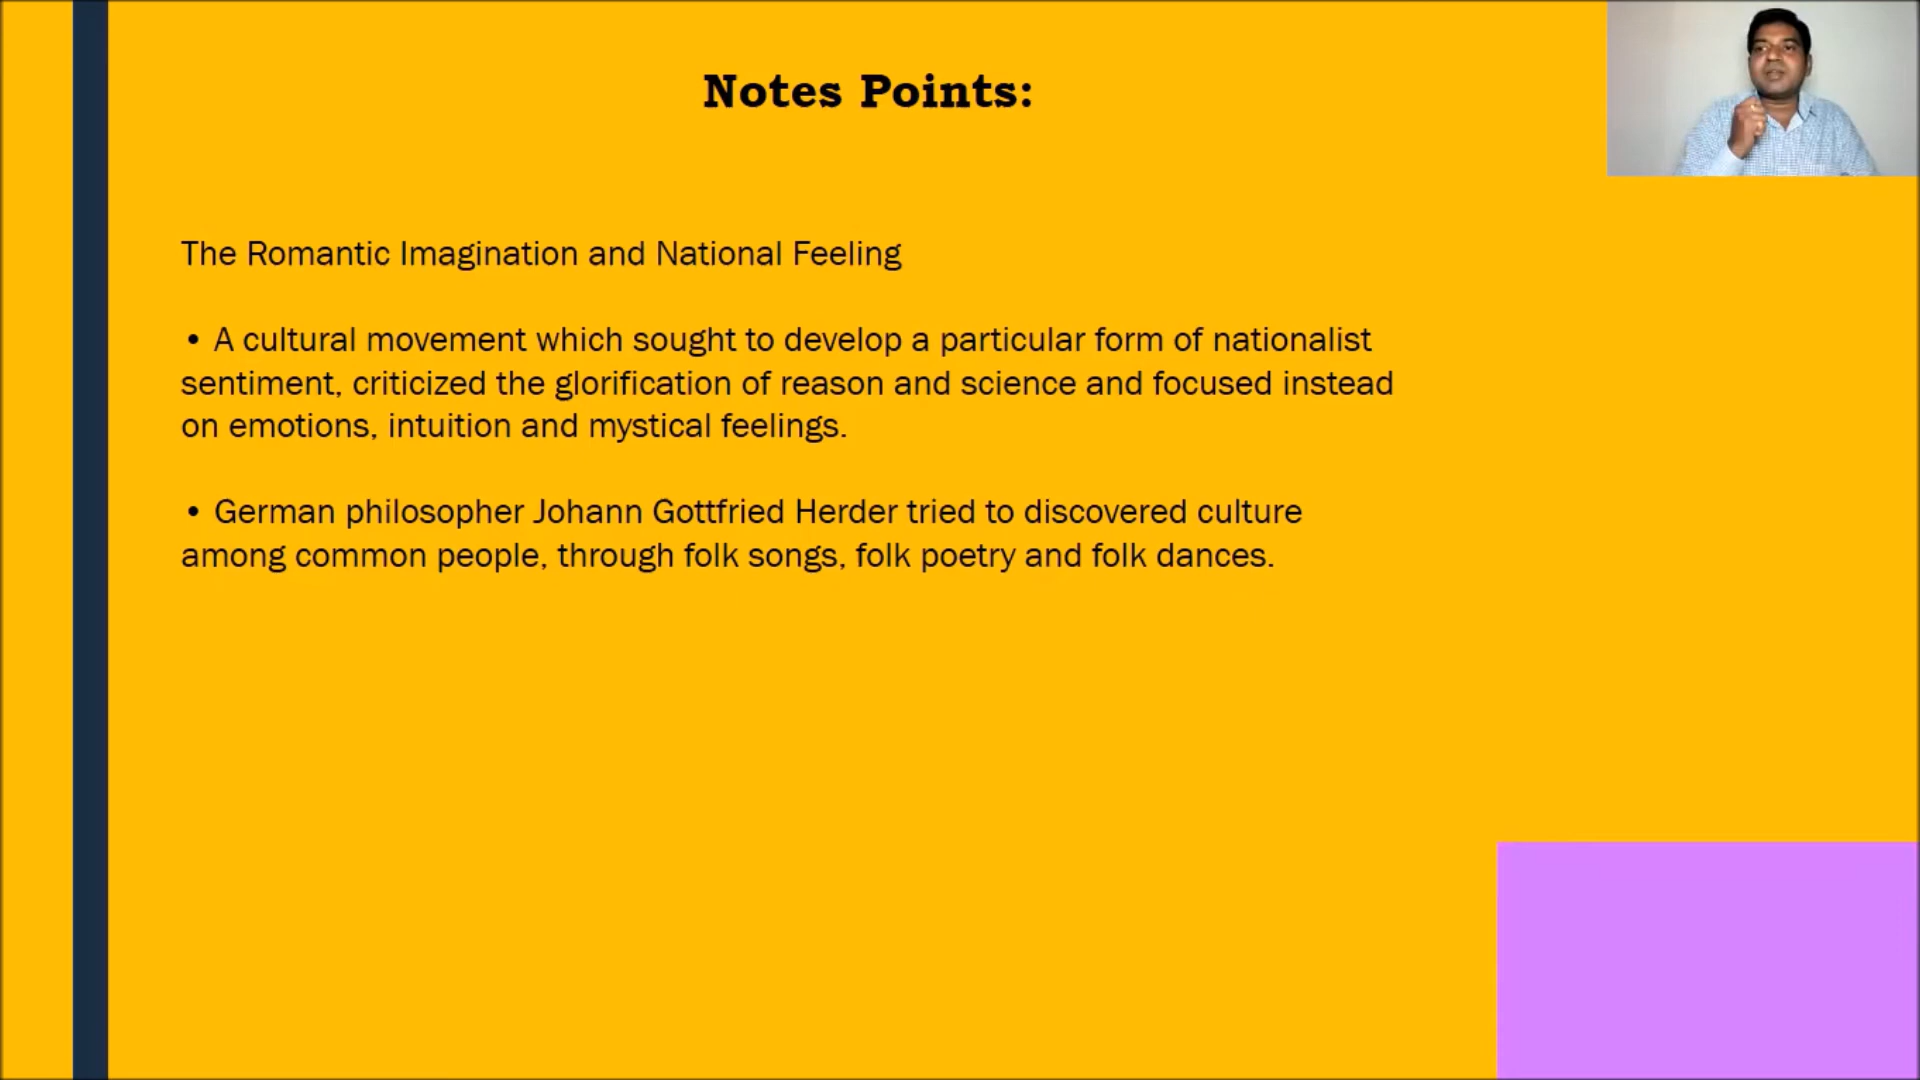 Notes Points:
The Romantic Imagination and National Feeling
• A cultural movement which sought to develop a particular form of nationalist
sentiment, criticized the glorification of reason and science and focused instead
on emotions, intuition and mystical feelings.
• German philosopher Johann Gottfried Herder tried to discovered culture
among common people, through folk songs, folk poetry and folk dances.